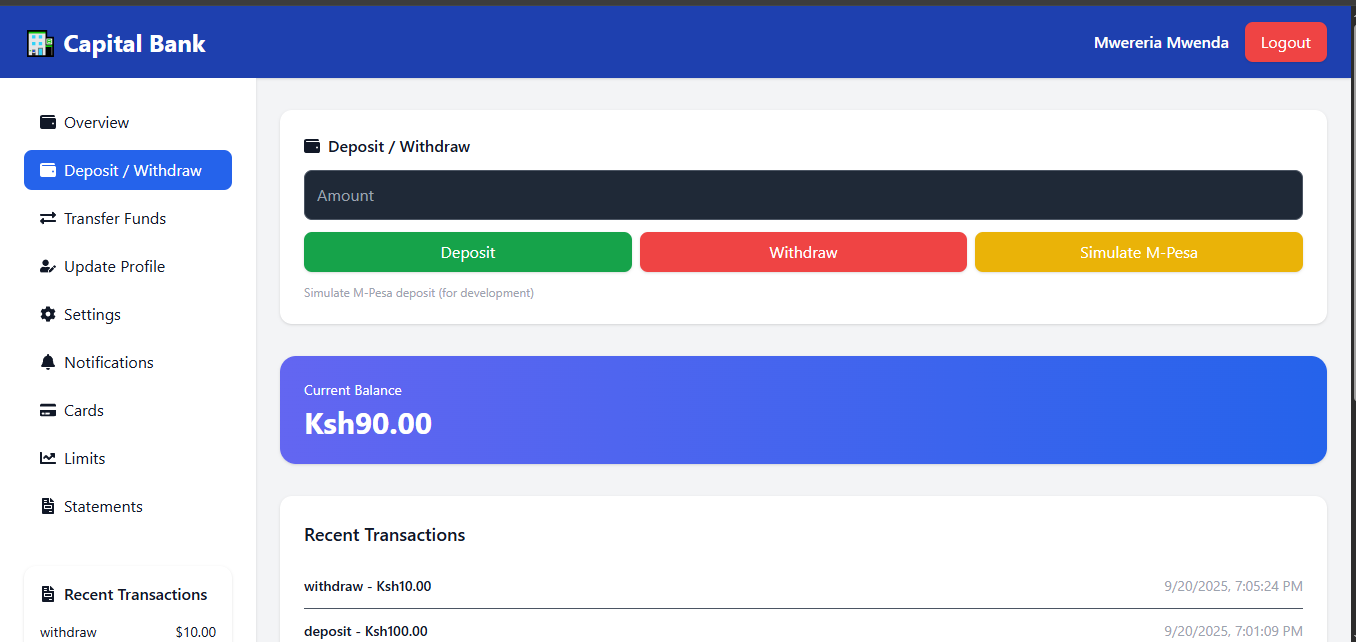 Capital Bank
Mwereria Mwenda
Logout
Overview
Deposit / Withdraw
Transfer Funds
Update Profile
Settings
Notifications
Cards
Limits
Statements
Recent Transactions
withdraw $10.00
Deposit / Withdraw
Amount
Deposit
Withdraw
Simulate M-Pesa
Simulate M-Pesa deposit (for development)
Current Balance
Ksh90.00
Recent Transactions
withdraw - Ksh10.00 9/20/2025, 7:05:24 PM
deposit - Ksh100.00 9/20/2025, 7:01:09 PM